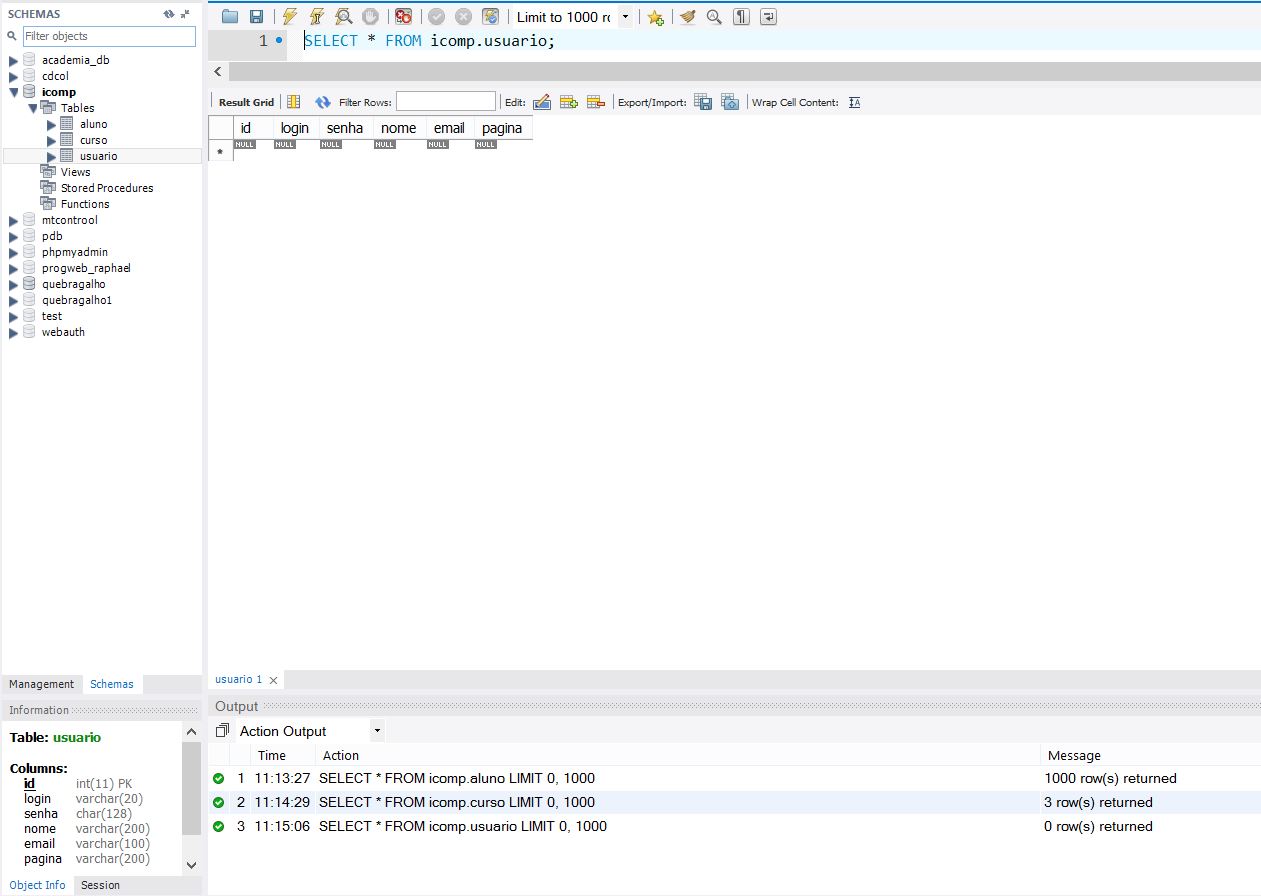 SCHEMAS
Filter objects
academia_db
cdcol
icomp
Tables
aluno
curso
usuario
Views
Stored Procedures
Functions
mtcontrool
pdb
phpmyadmin
progweb_raphael
quebragalho
quebragalho1
test
webauth
Management Schemas
Information
Table: usuario
Columns:
id int(11) PK
login varchar(20)
senha char(128)
nome varchar(200)
email varchar(100)
pagina varchar(200)
Object Info Session
Limit to 1000 rc
1 SELECT * FROM icomp.usuario;
Result Grid Filter Rows: Edit: Export/Import: Wrap Cell Content: IA
id login senha nome email pagina
* NULL NULL NULL NULL NULL NULL
usuario 1
Output
Action Output
Time Action Message
1 11:13:27 SELECT * FROM icomp.aluno LIMIT 0, 1000 1000 row(s) returned
2 11:14:29 SELECT * FROM icomp.curso LIMIT 0, 1000 3 row(s) returned
3 11:15:06 SELECT * FROM icomp.usuario LIMIT 0, 1000 0 row(s) returned